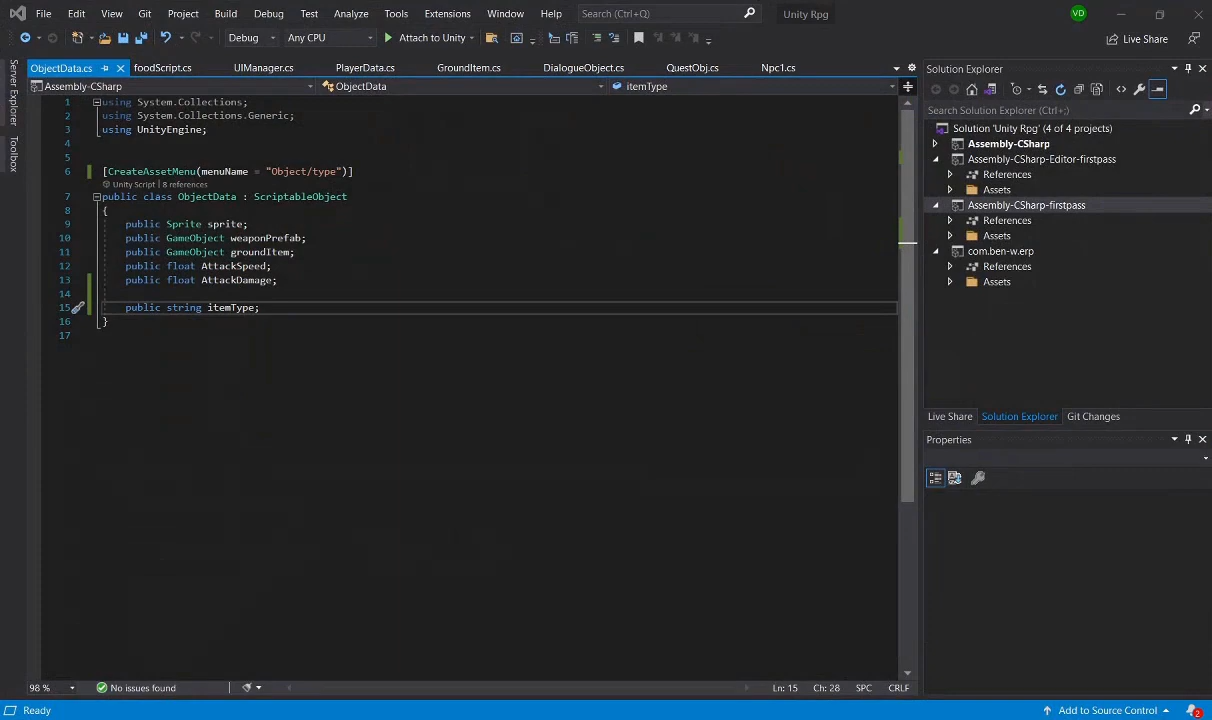 File Edit View Git Project Build Debug Test Analyze Tools Extensions Window Help Search (Ctrl+Q) Unity Rpg VD
Debug Any CPU Attach to Unity Live Share
ObjectData.cs foodScript.cs UIManager.cs PlayerData.cs GroundItem.cs DialogueObject.cs QuestObj.cs Npc1.cs
Assembly-CSharp ObjectData itemType
Server Explorer
Toolbox
1 using System.Collections;
2 using System.Collections.Generic;
3 using UnityEngine;
4
5
6 [CreateAssetMenu(menuName = "Object/type")]
Unity Script | 8 references
7 public class ObjectData : ScriptableObject
8 {
9 public Sprite sprite;
10 public GameObject weaponPrefab;
11 public GameObject groundItem;
12 public float AttackSpeed;
13 public float AttackDamage;
14
15 public string itemType;
16 }
17
98 % No issues found Ln: 15 Ch: 28 SPC CRLF
Solution Explorer
Search Solution Explorer (Ctrl+;)
Solution 'Unity Rpg' (4 of 4 projects)
Assembly-CSharp
Assembly-CSharp-Editor-firstpass
References
Assets
Assembly-CSharp-firstpass
References
Assets
com.ben-w.erp
References
Assets
Live Share Solution Explorer Git Changes
Properties
Ready Add to Source Control 2